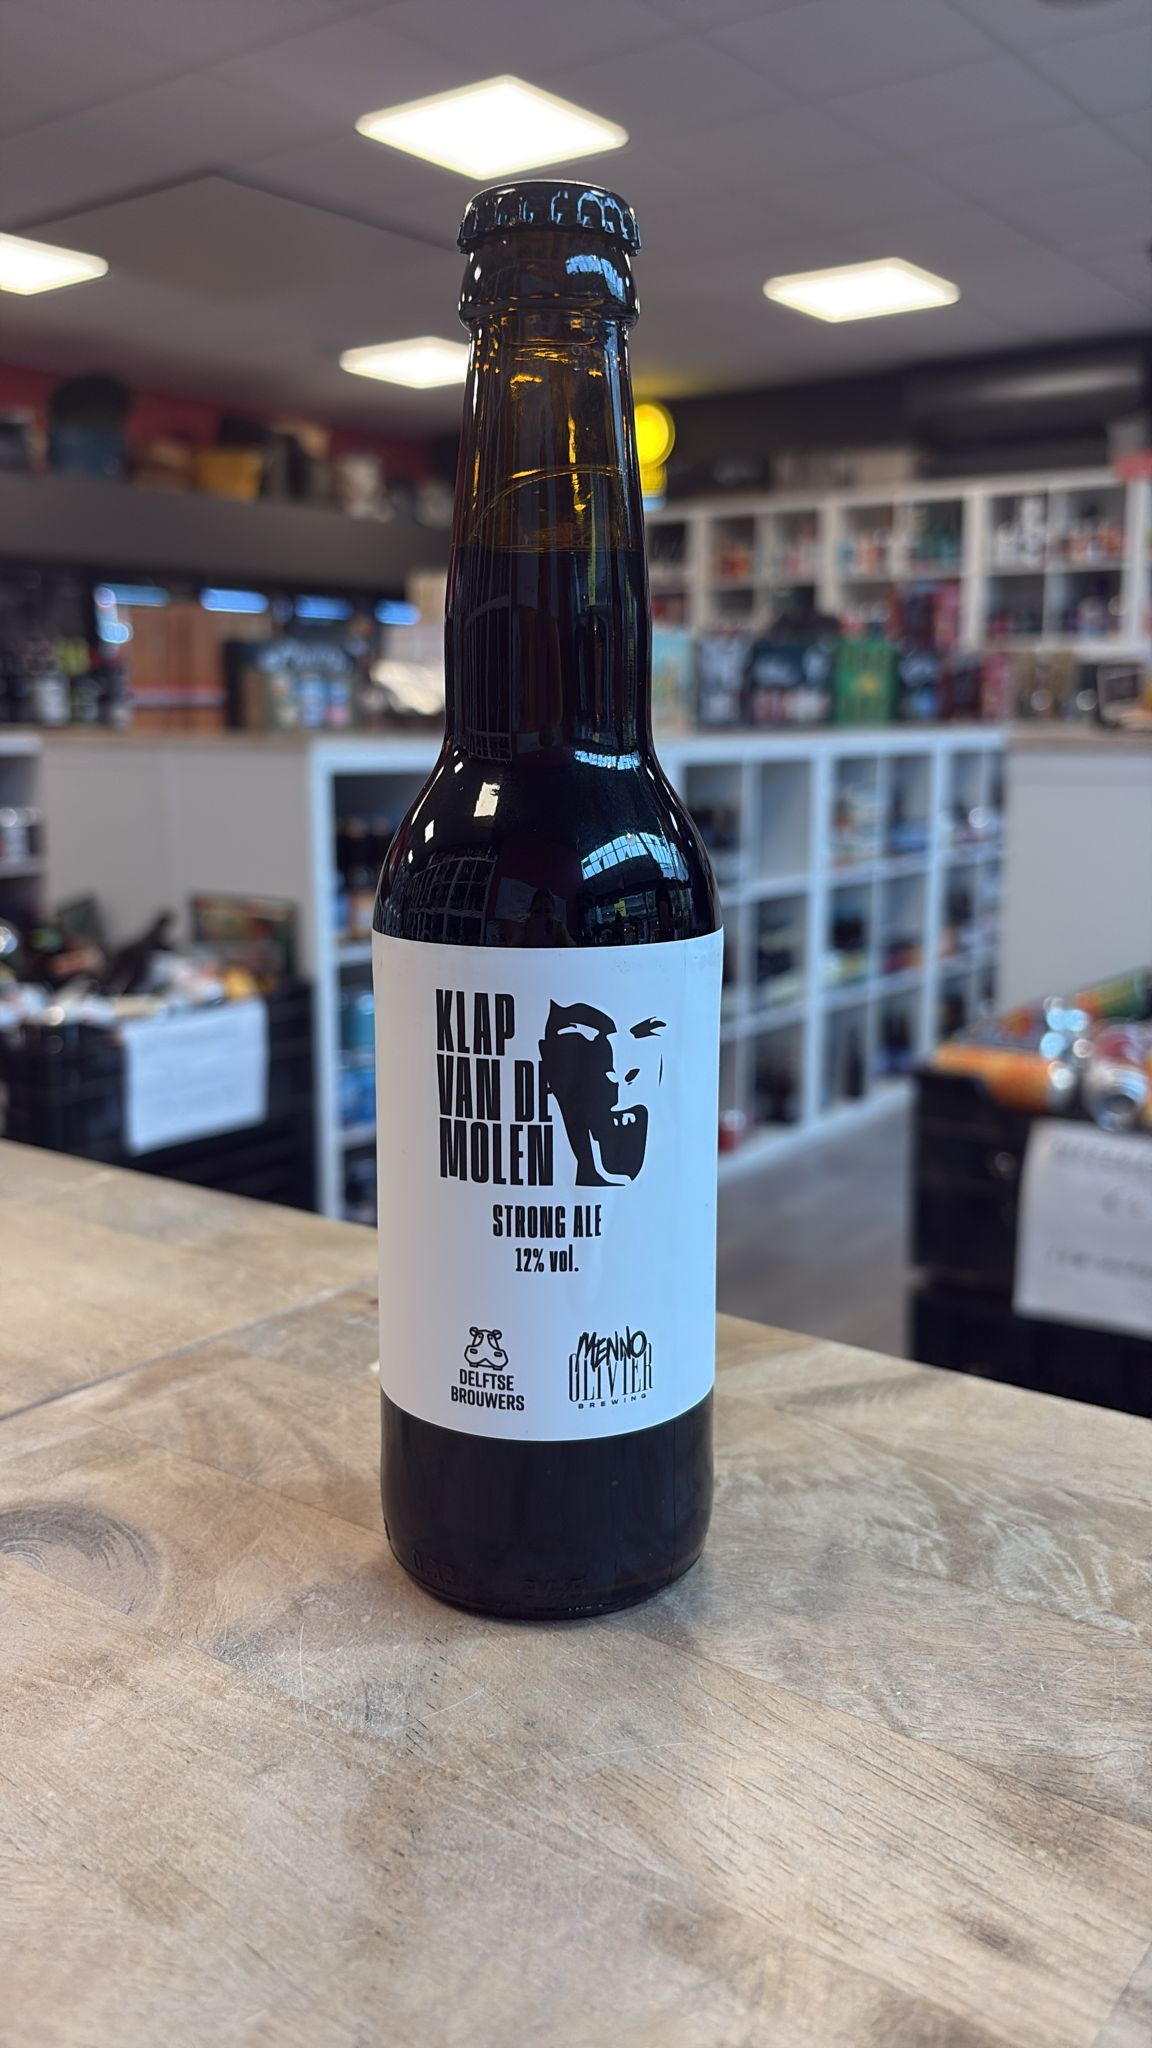 KLAP
VAN DE
MOLEN
STRONG ALE
12% vol.
DELFTSE
BROUWERS
MENNO
OLIVIER
BREWING